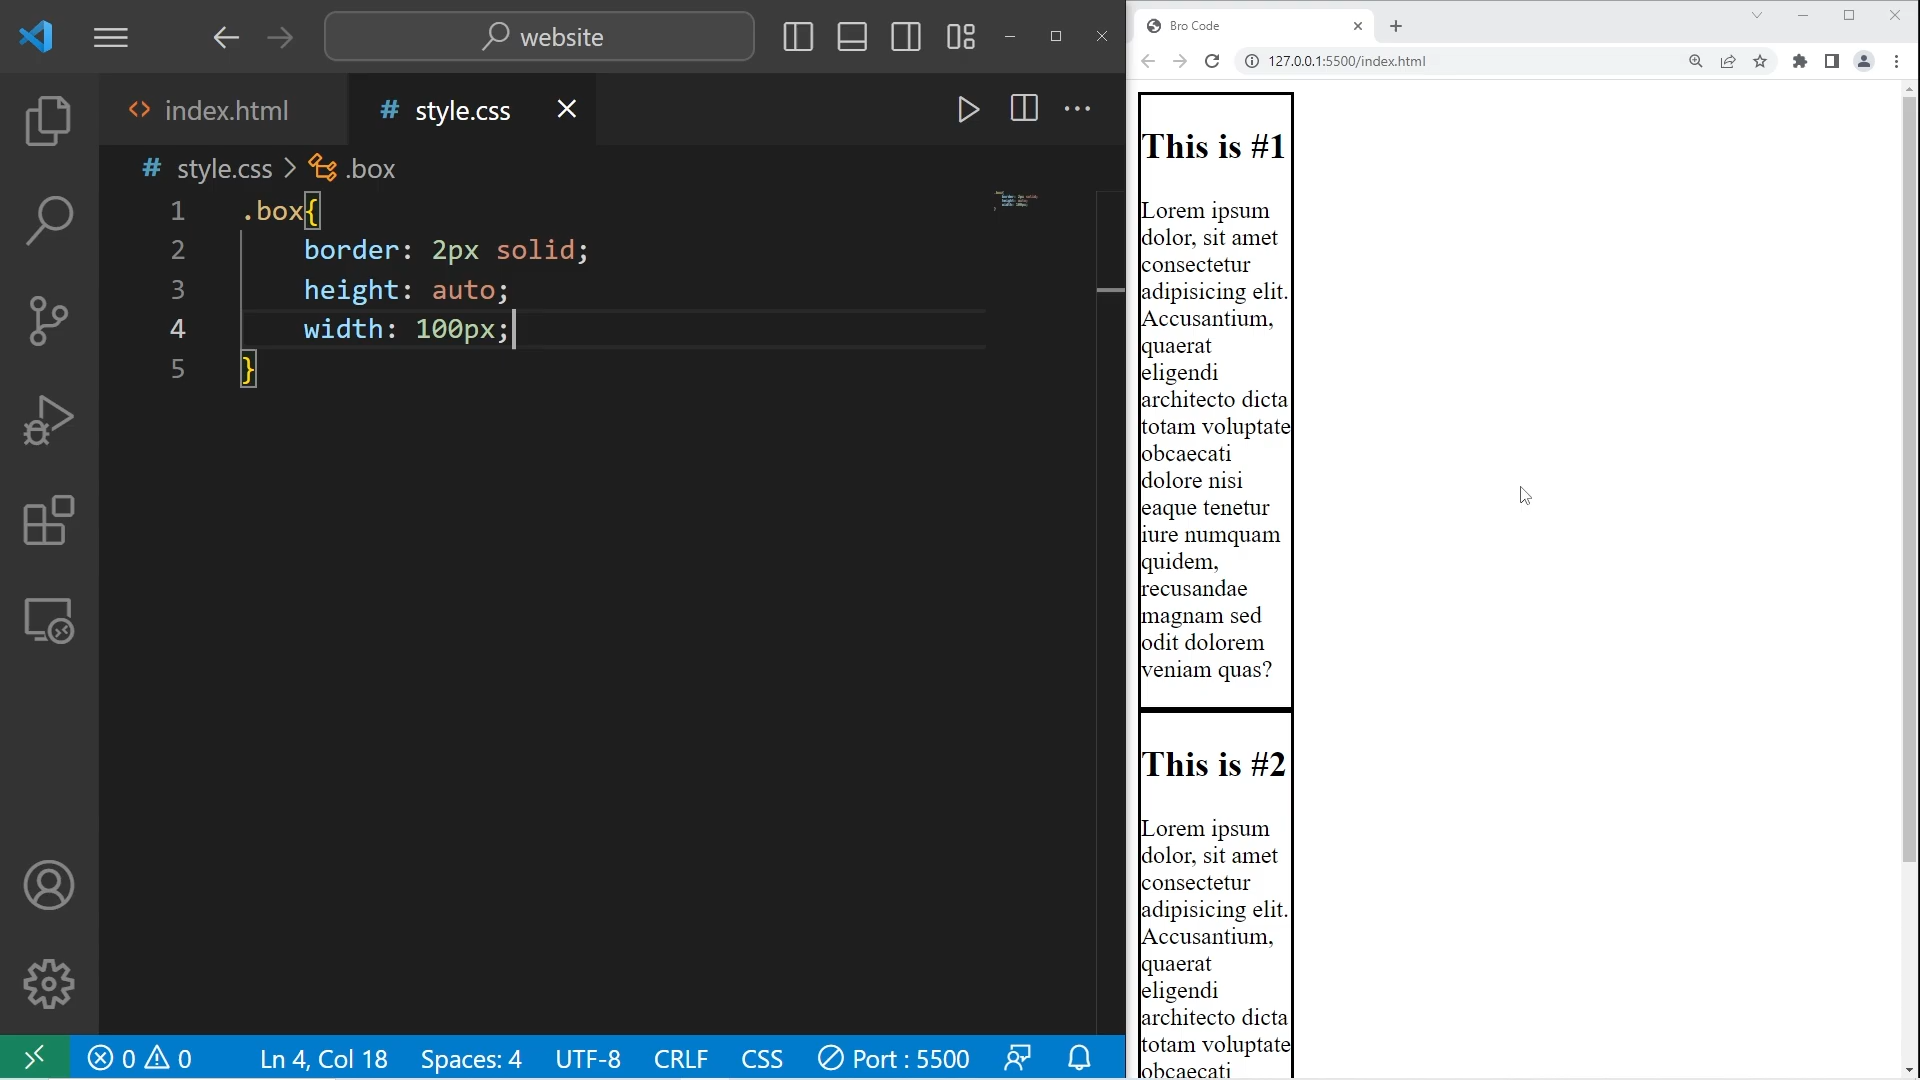 website
index.html
# style.css
# style.css > .box
1 .box{
2 border: 2px solid;
3 height: auto;
4 width: 100px;
5 }
0 0 Ln 4, Col 18 Spaces: 4 UTF-8 CRLF CSS Port : 5500
Bro Code
127.0.0.1:5500/index.html
This is #1
Lorem ipsum
dolor, sit amet
consectetur
adipisicing elit.
Accusantium,
quaerat
eligendi
architecto dicta
totam voluptate
obcaecati
dolore nisi
eaque tenetur
iure numquam
quidem,
recusandae
magnam sed
odit dolorem
veniam quas?
This is #2
Lorem ipsum
dolor, sit amet
consectetur
adipisicing elit.
Accusantium,
quaerat
eligendi
architecto dicta
totam voluptate
obcaecati